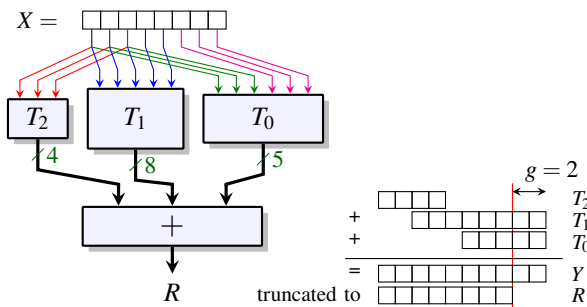 X =
T₂ T₁ T₀
4 8 5
+
R
g = 2
T₂
+ T₁
+ T₀
= Y
truncated to R